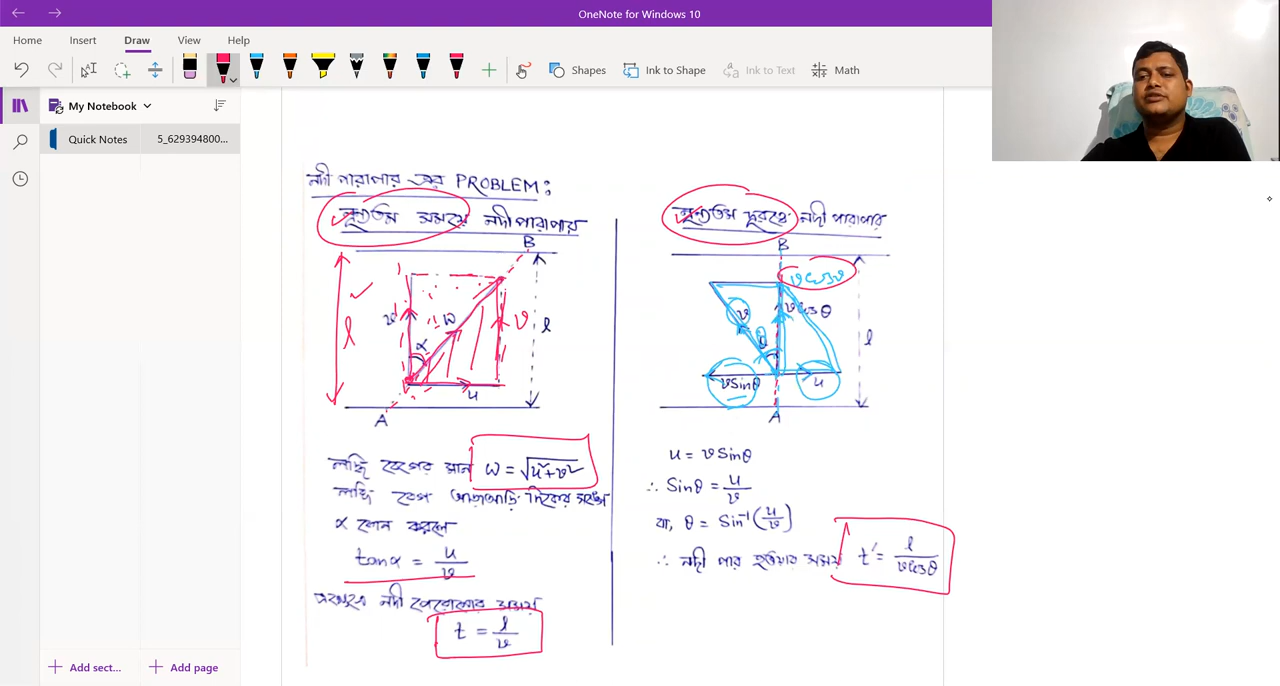 OneNote for Windows 10
Home Insert Draw View Help
Shapes Ink to Shape Ink to Text Math
My Notebook
Quick Notes 5_629394800...
নদী পারাপার এর PROBLEM:
ন্যূনতম সময়ে নদী পারাপার
B
l v w v l
α
u
A
লব্ধি বেগের মান w = √u²+v²
লব্ধি বেগ আড়াআড়ি দিকের সঙ্গে
α কোন করলে
tanα = u/v
নদী পেরোনোর সময়
t = l/v
ন্যূনতম দূরত্বে নদী পারাপার
B
vcosθ
v θ vcosθ l
vsinθ u
A
u = vSinθ
∴ Sinθ = u/v
বা, θ = Sin⁻¹(u/v)
∴ নদী পার হওয়ার সময় t' = l/vcosθ
Add sect... Add page